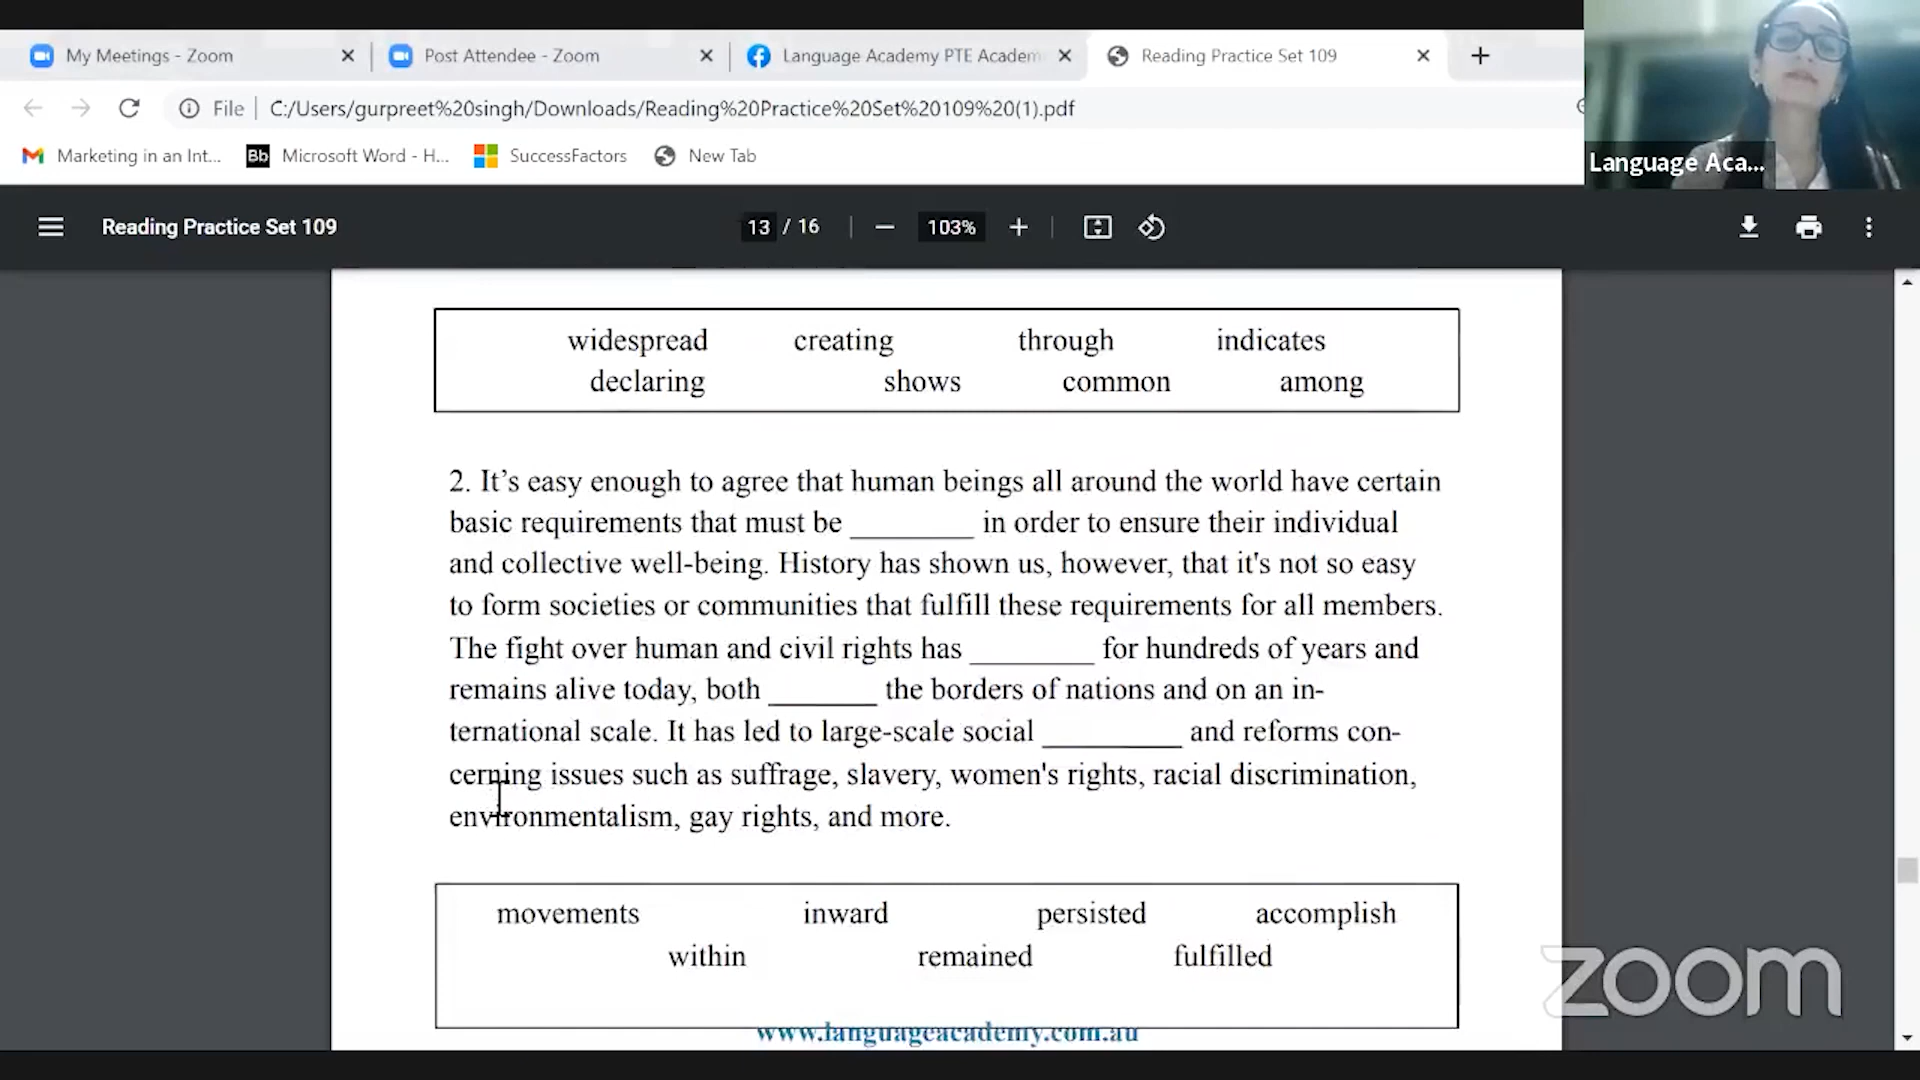 My Meetings - Zoom
Post Attendee - Zoom
Language Academy PTE Academ
Reading Practice Set 109
File C:/Users/gurpreet%20singh/Downloads/Reading%20Practice%20Set%20109%20(1).pdf
Marketing in an Int...
Bb Microsoft Word - H...
SuccessFactors
New Tab
Language Aca...
Reading Practice Set 109
13 / 16
103%
widespread creating through indicates
declaring shows common among
2. It's easy enough to agree that human beings all around the world have certain
basic requirements that must be ________ in order to ensure their individual
and collective well-being. History has shown us, however, that it's not so easy
to form societies or communities that fulfill these requirements for all members.
The fight over human and civil rights has ________ for hundreds of years and
remains alive today, both _______ the borders of nations and on an in-
ternational scale. It has led to large-scale social _________ and reforms con-
cerning issues such as suffrage, slavery, women's rights, racial discrimination,
environmentalism, gay rights, and more.
movements inward persisted accomplish
within remained fulfilled
www.languageacademy.com.au
zoom